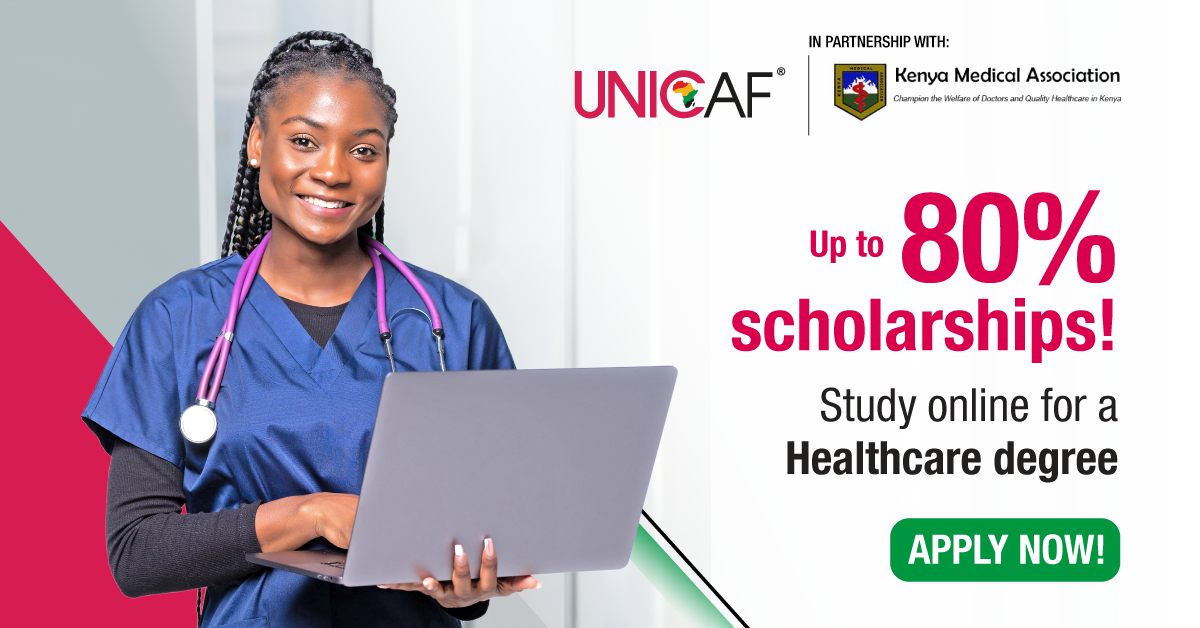 IN PARTNERSHIP WITH:
UNICAF®
Kenya Medical Association
Champion the Welfare of Doctors and Quality Healthcare in Kenya
Up to 80%
scholarships!
Study online for a
Healthcare degree
APPLY NOW!